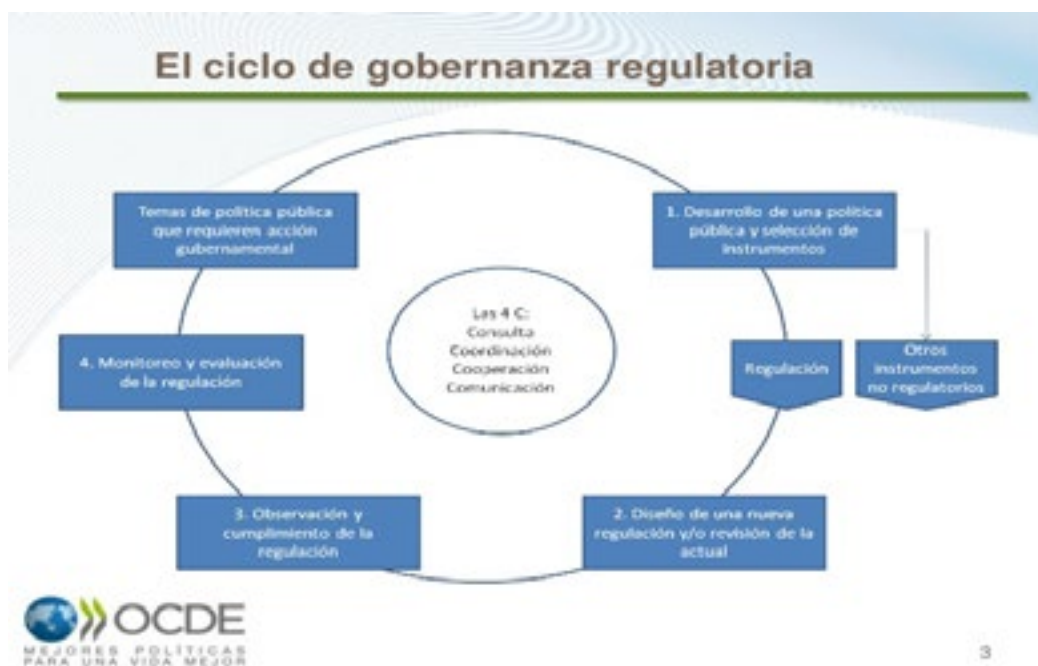 El ciclo de gobernanza regulatoria
Temas de política pública
que requieren acción
gubernamental
1. Desarrollo de una política
pública y selección de
instrumentos
Las 4 C:
Consulta
Coordinación
Cooperación
Comunicación
4. Monitoreo y evaluación
de la regulación
Regulación
Otros
instrumentos
no regulatorios
3. Observación y
cumplimiento de la
regulación
2. Diseño de una nueva
regulación y/o revisión de la
actual
OCDE
MEJORES POLÍTICAS
PARA UNA VIDA MEJOR
3